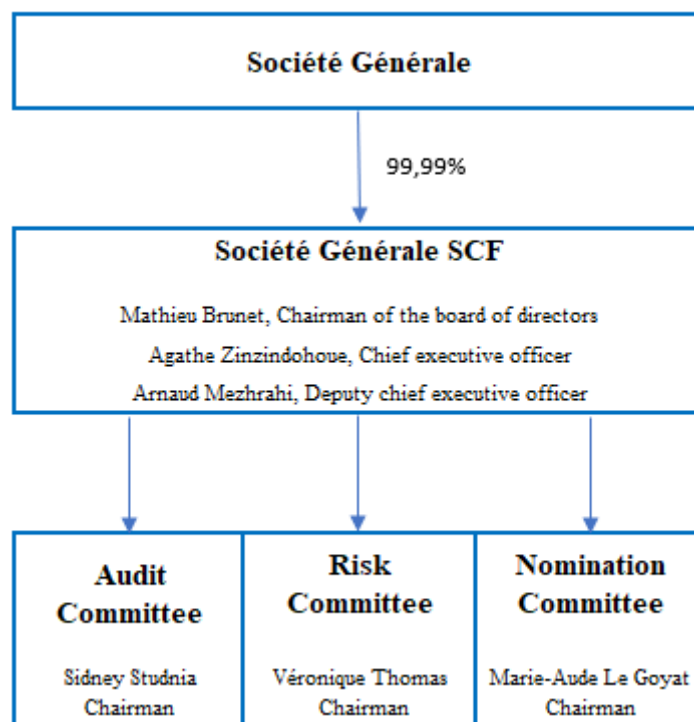 Société Générale
99,99%
Société Générale SCF
Mathieu Brunet, Chairman of the board of directors
Agathe Zinzindohoue, Chief executive officer
Arnaud Mezhrahi, Deputy chief executive officer
Audit
Committee
Sidney Studnia
Chairman
Risk
Committee
Véronique Thomas
Chairman
Nomination
Committee
Marie-Aude Le Goyat
Chairman